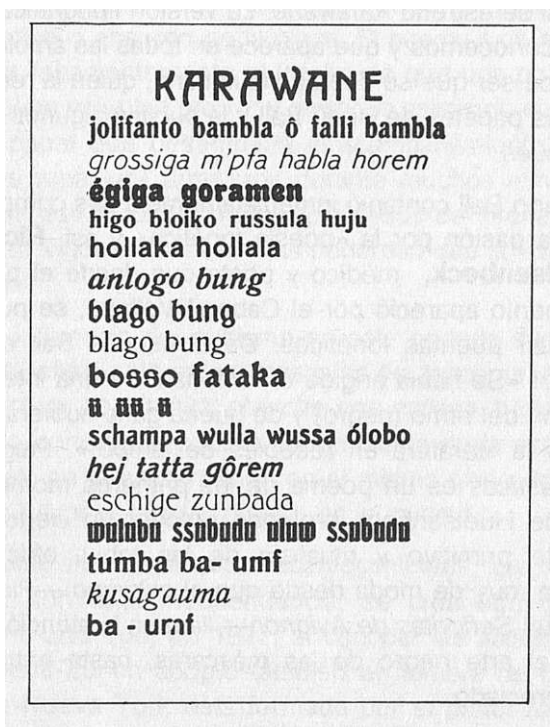 KARAWANE
jolifanto bambla ô falli bambla
grossiga m'pfa habla horem
égiga goramen
higo bloiko russula huju
hollaka hollala
anlogo bung
blago bung
blago bung
bosso fataka
ü üü ü
schampa wulla wussa ólobo
hej tatta gôrem
eschige zunbada
wulubu ssubudu uluw ssubudu
tumba ba- umf
kusagauma
ba - umf